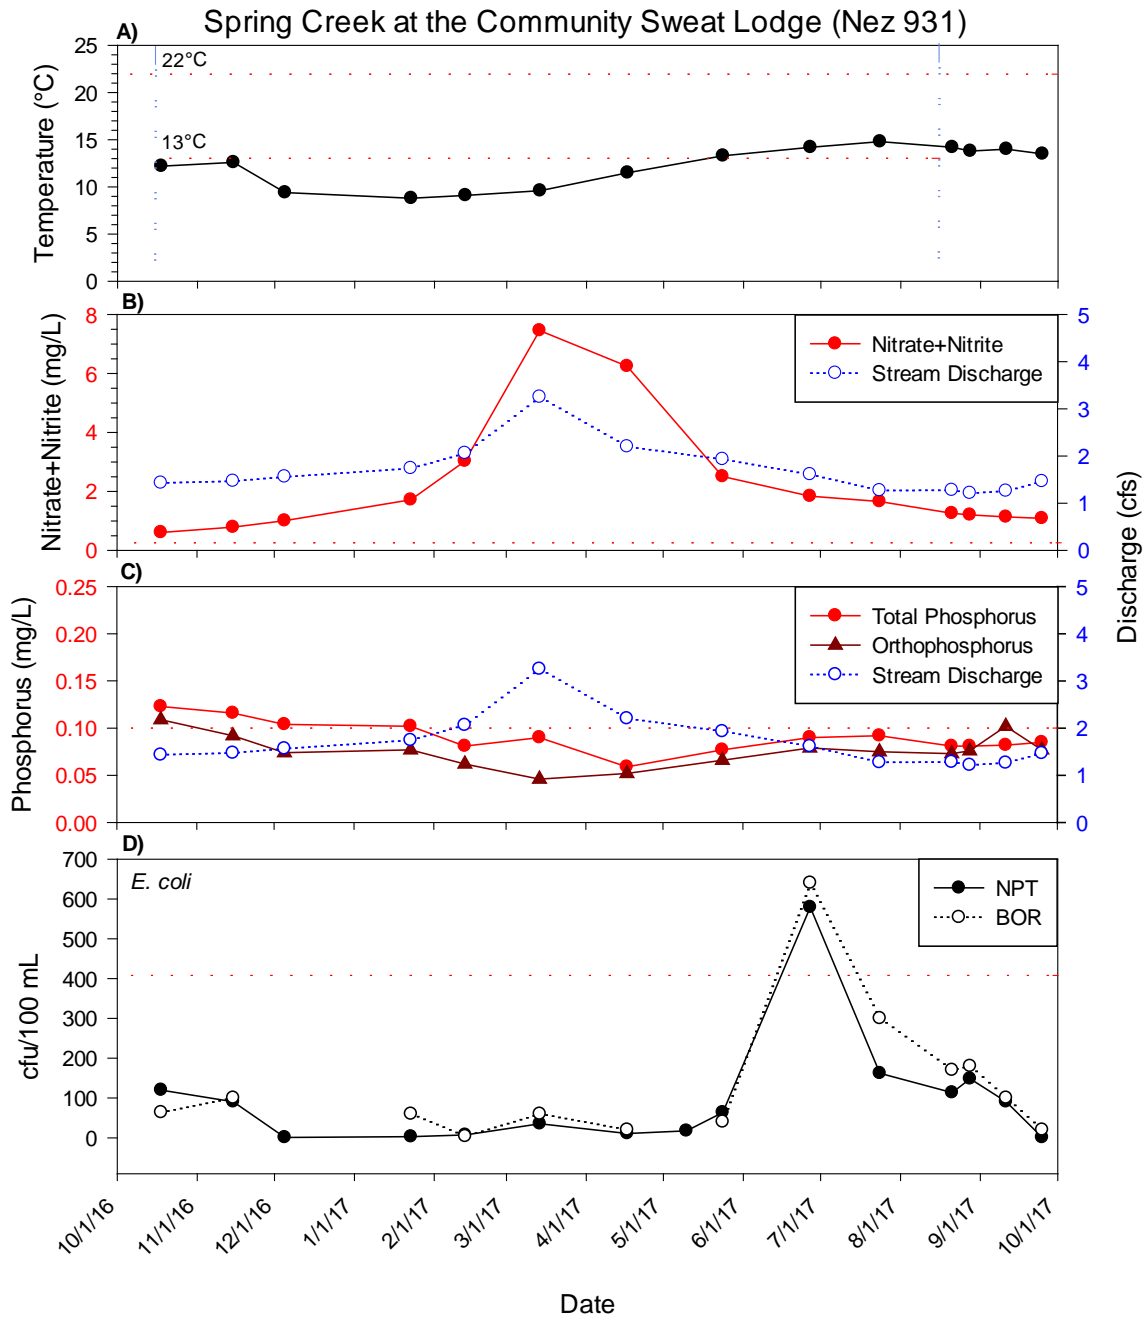 Spring Creek at the Community Sweat Lodge (Nez 931)
A)
25
20
15
10
5
0
Temperature (°C)
22°C
13°C
B)
8
6
4
2
0
Nitrate+Nitrite (mg/L)
Nitrate+Nitrite
Stream Discharge
5
4
3
2
1
0
Discharge (cfs)
C)
0.25
0.20
0.15
0.10
0.05
0.00
Phosphorus (mg/L)
Total Phosphorus
Orthophosphorus
Stream Discharge
5
4
3
2
1
0
D)
700
600
500
400
300
200
100
0
cfu/100 mL
E. coli
NPT
BOR
10/1/16
11/1/16
12/1/16
1/1/17
2/1/17
3/1/17
4/1/17
5/1/17
6/1/17
7/1/17
8/1/17
9/1/17
10/1/17
Date